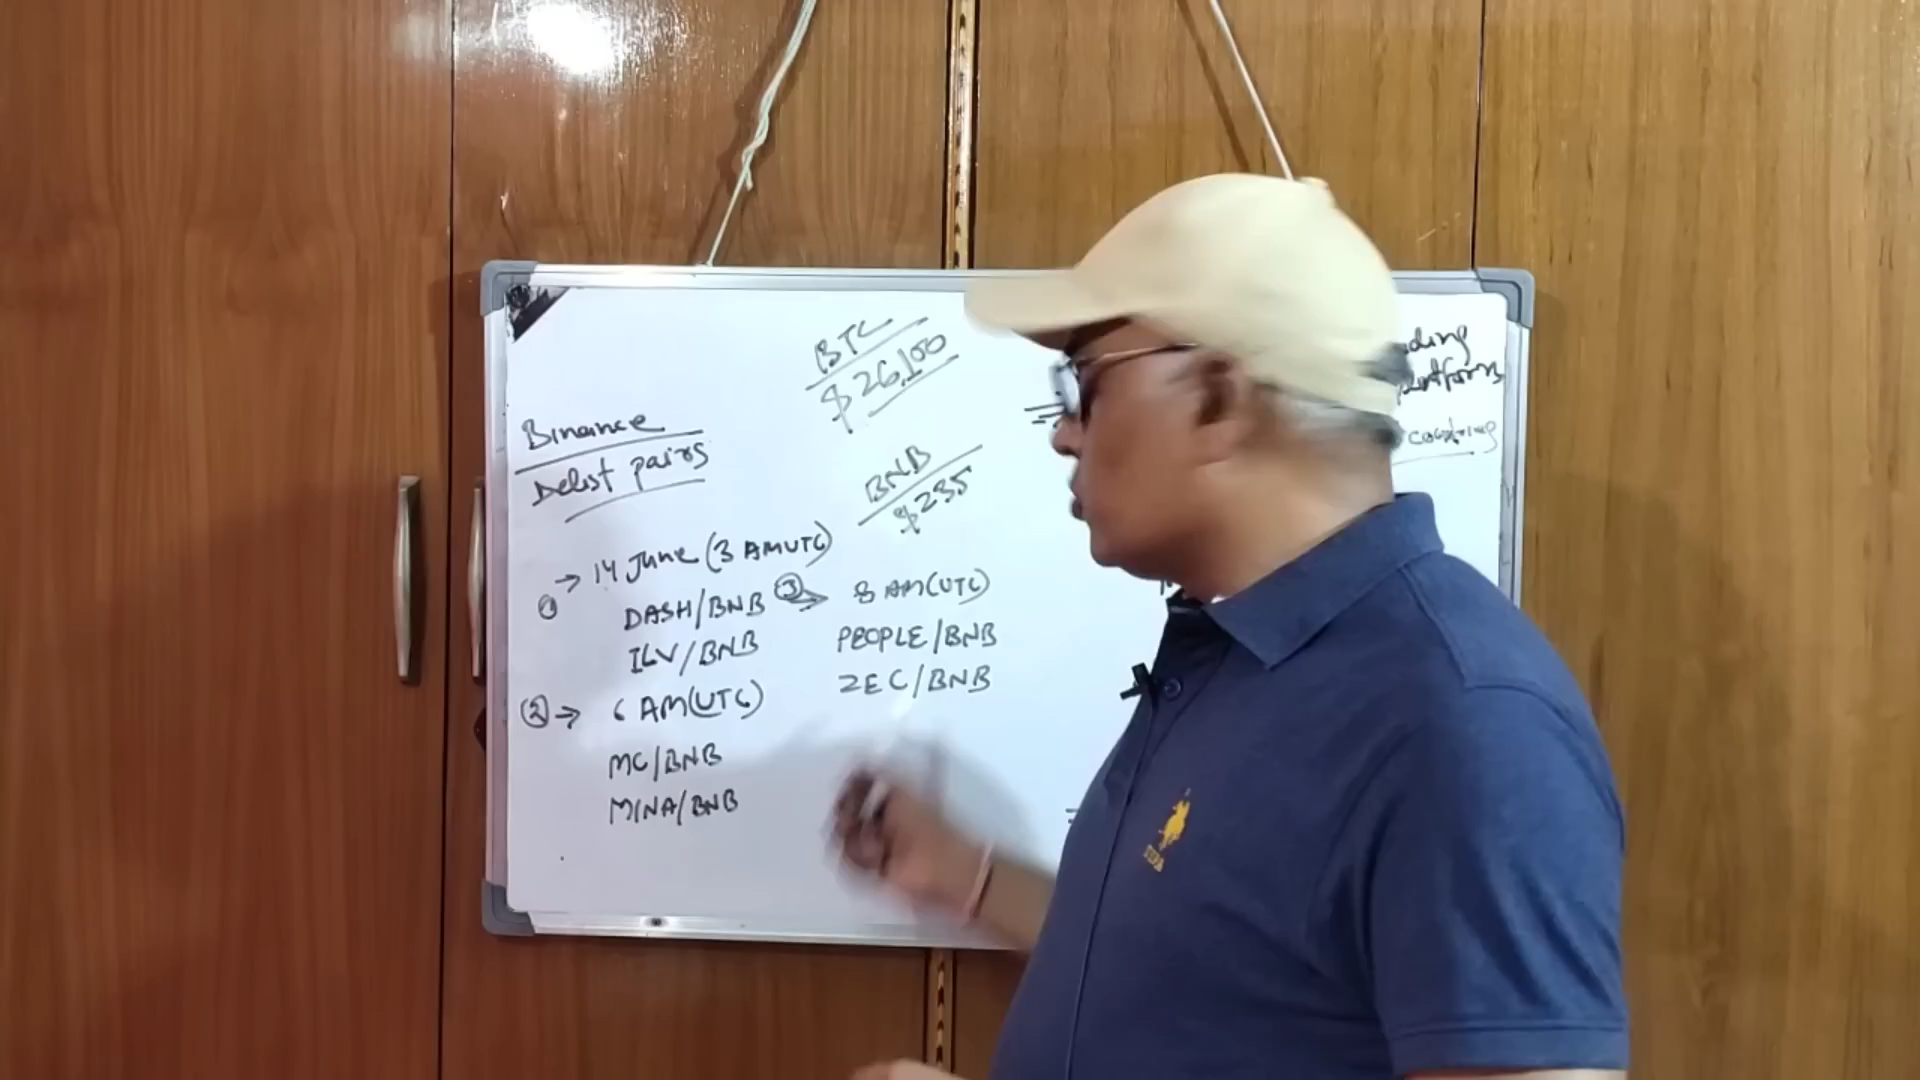 BTC
$26,100
Binance
Delist pairs
BNB
$235
① → 14 June (3 AM UTC)
DASH/BNB
ILV/BNB
② → 6 AM (UTC)
MC/BNB
MINA/BNB
③ → 8 AM (UTC)
PEOPLE/BNB
ZEC/BNB
ading